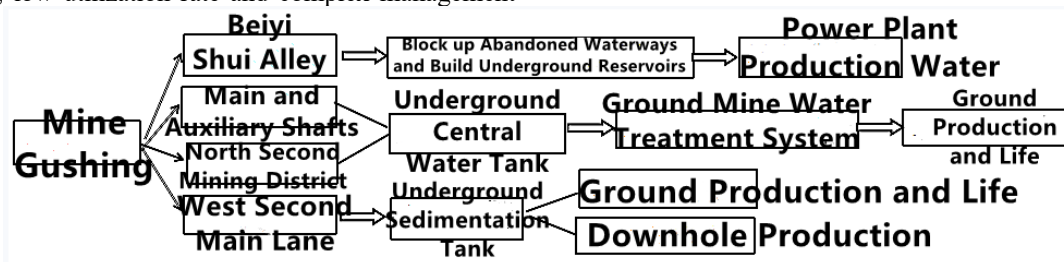 , low utilization rate and complete management
Mine
Gushing
Beiyi
Shui Alley
Block up Abandoned Waterways
and Build Underground Reservoirs
Power Plant
Production Water
Main and
Auxiliary Shafts
North Second
Mining District
Underground
Central
Water Tank
Ground Mine Water
Treatment System
Ground
Production
and Life
West Second
Main Lane
Underground
Sedimentation
Tank
Ground Production and Life
Downhole Production